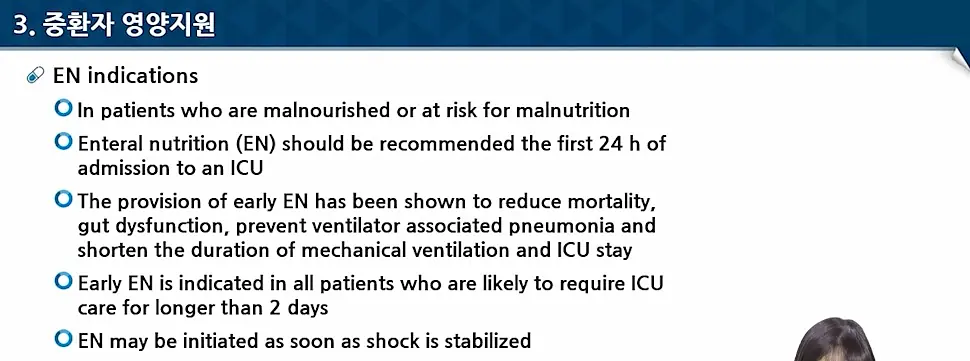 3. 중환자 영양지원
EN indications
In patients who are malnourished or at risk for malnutrition
Enteral nutrition (EN) should be recommended the first 24 h of
admission to an ICU
The provision of early EN has been shown to reduce mortality,
gut dysfunction, prevent ventilator associated pneumonia and
shorten the duration of mechanical ventilation and ICU stay
Early EN is indicated in all patients who are likely to require ICU
care for longer than 2 days
EN may be initiated as soon as shock is stabilized